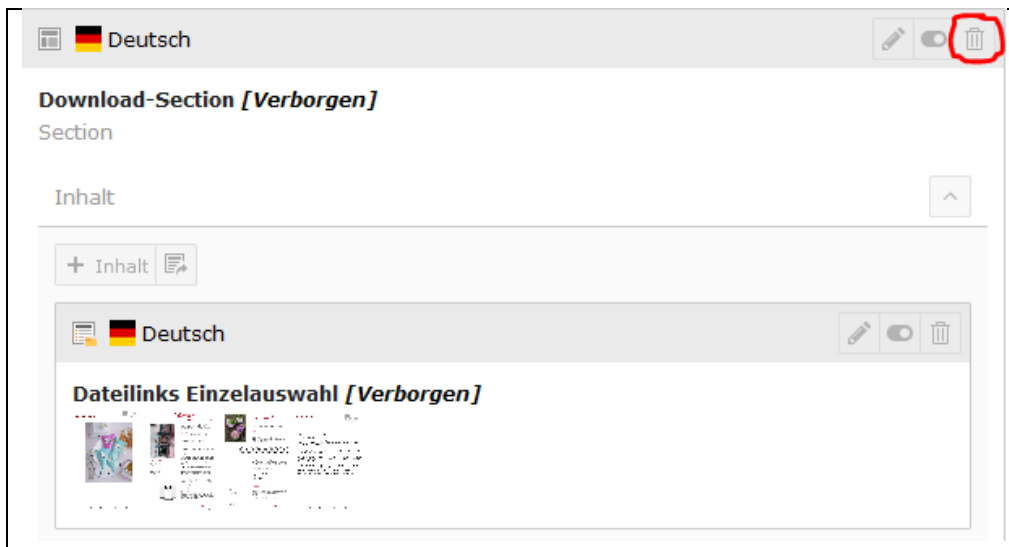 Deutsch
Download-Section [Verborgen]
Section
Inhalt
+ Inhalt
Deutsch
Dateilinks Einzelauswahl [Verborgen]